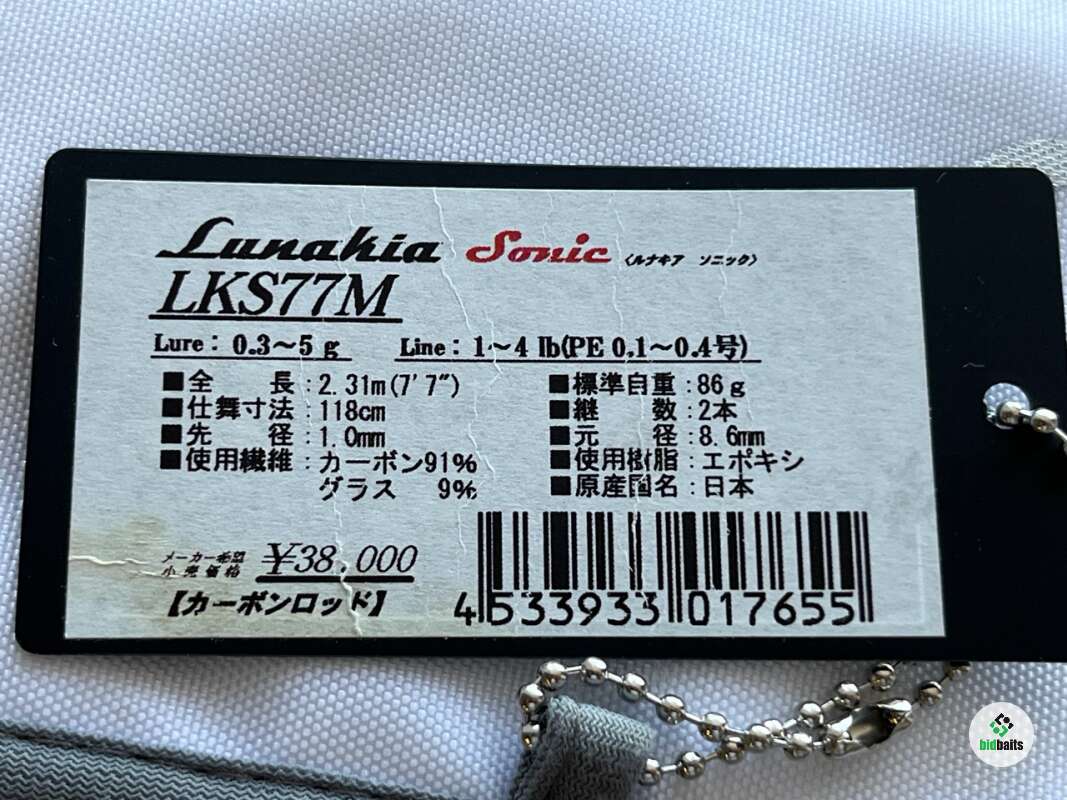 Lunakia Sonic 〈ルナキア ソニック〉
LKS77M
Lure: 0.3～5g Line: 1～4 lb(PE 0.1～0.4号)
■全長:2.31m(7'7") ■標準自重:86g
■仕舞寸法:118cm ■継数:2本
■先径:1.0mm ■元径:8.6mm
■使用繊維:カーボン91% ■使用樹脂:エポキシ
グラス 9% ■原産国名:日本
メーカー希望
小売価格 ¥38,000
【カーボンロッド】
4 533933 017655
bidbaits